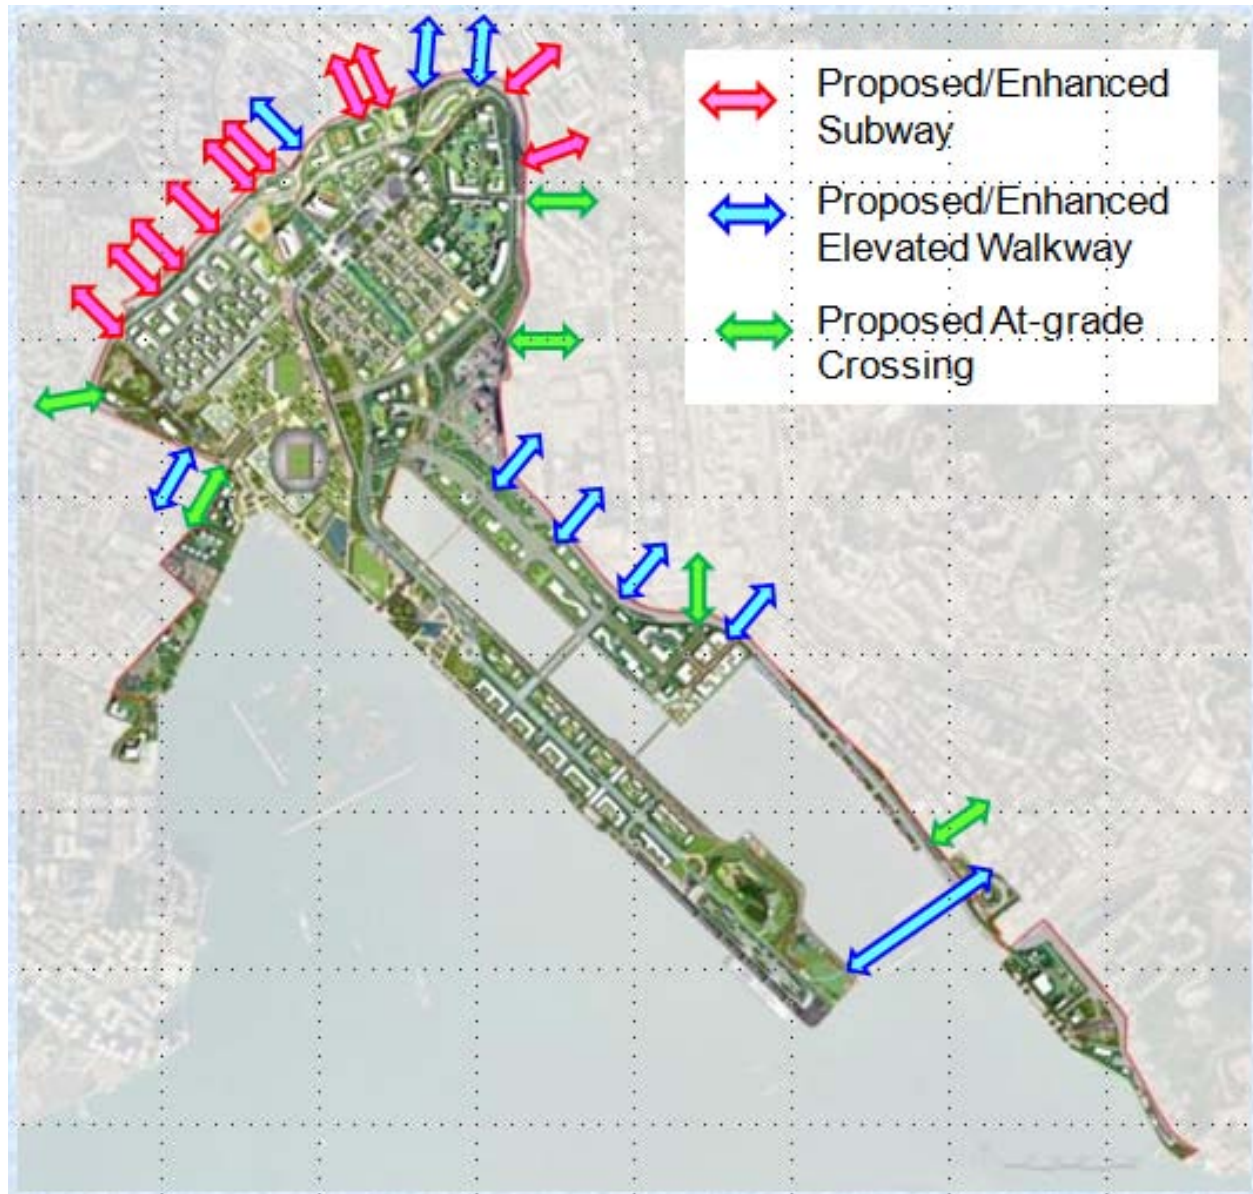 Proposed/Enhanced
Subway
Proposed/Enhanced
Elevated Walkway
Proposed At-grade
Crossing